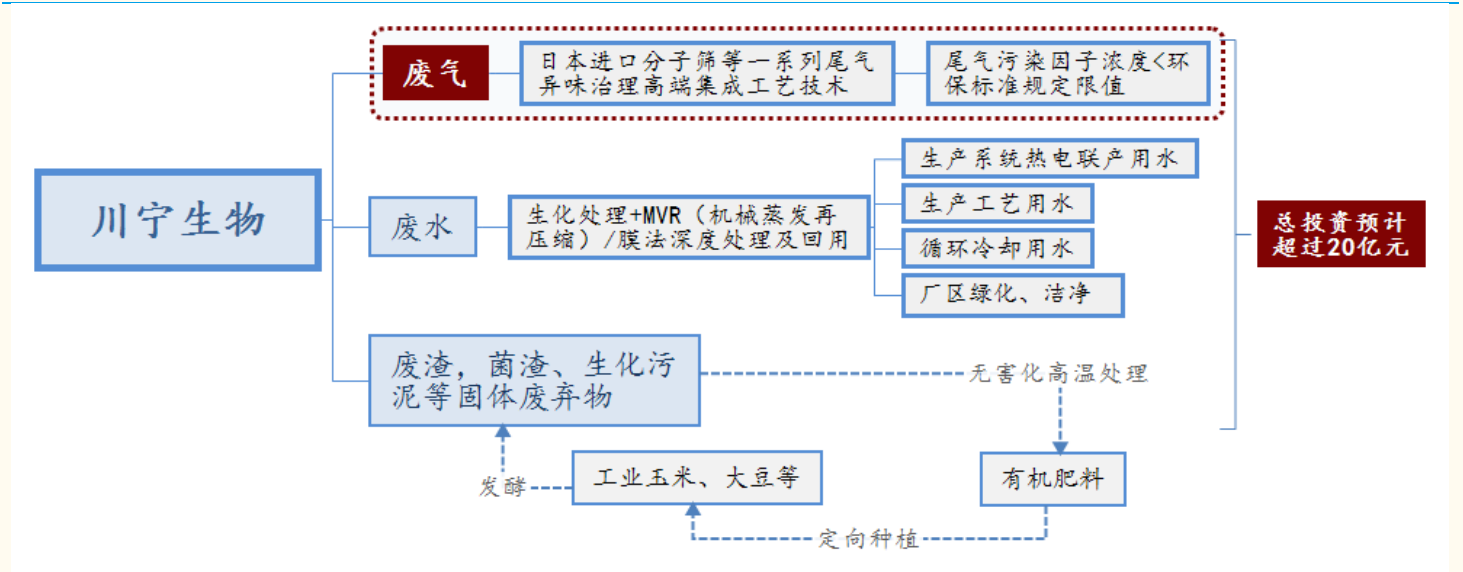 川宁生物
废气
日本进口分子筛等一系列尾气
异味治理高端集成工艺技术
尾气污染因子浓度<环
保标准规定限值
废水
生化处理+MVR（机械蒸发再
压缩）/膜法深度处理及回用
生产系统热电联产用水
生产工艺用水
循环冷却用水
厂区绿化、洁净
总投资预计
超过20亿元
废渣，菌渣、生化污
泥等固体废弃物
无害化高温处理
有机肥料
定向种植
工业玉米、大豆等
发酵